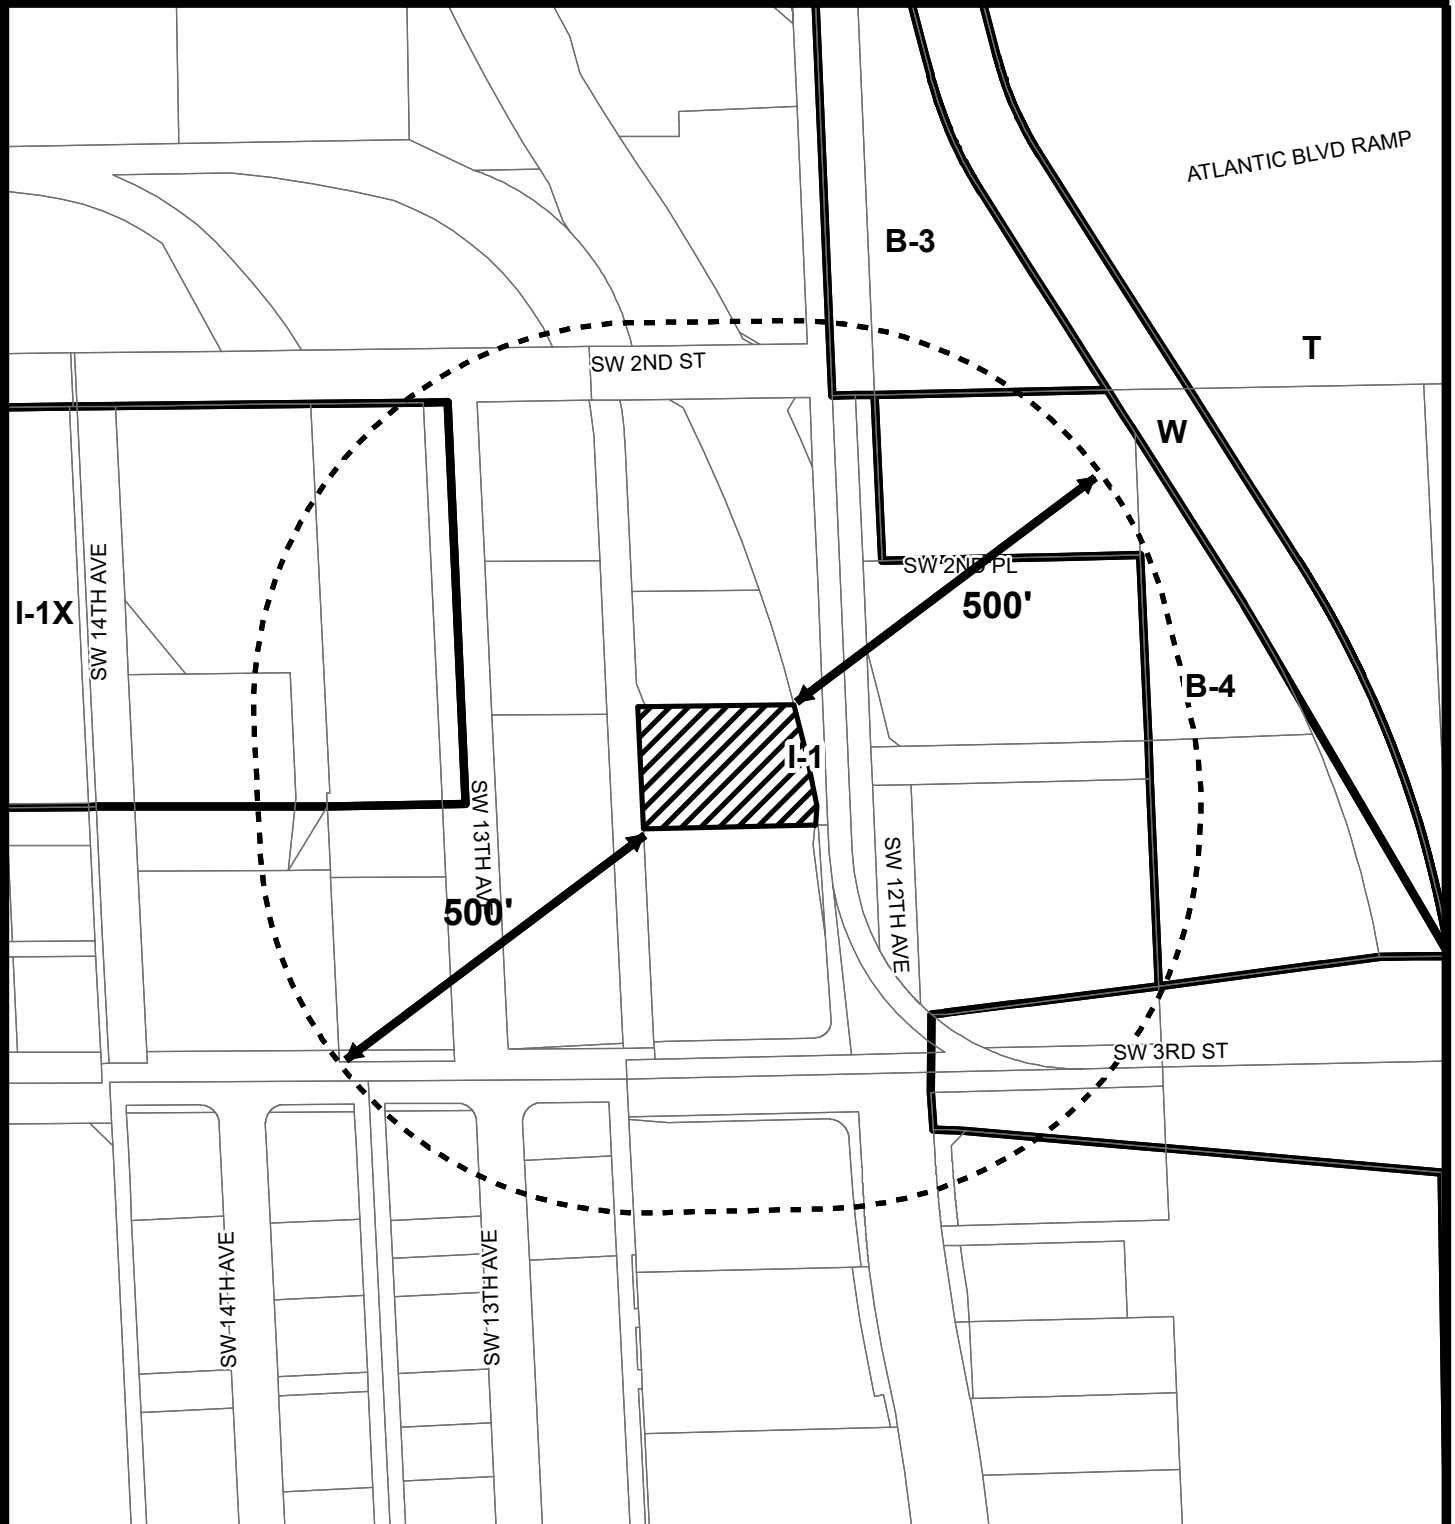 ATLANTIC BLVD RAMP
B-3
T
SW 2ND ST
W
SW 2ND PL
500'
I-1X
SW 14TH AVE
B-4
I-1
SW 13TH AVE
SW 12TH AVE
500'
SW 3RD ST
SW 14TH AVE
SW 13TH AVE